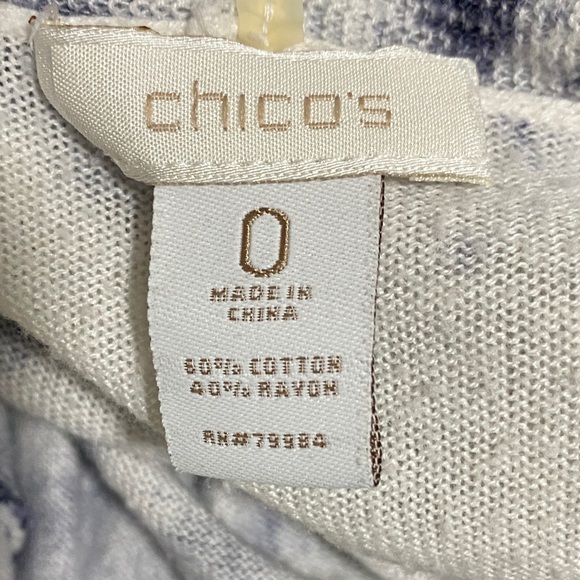 chico's
0
MADE IN
CHINA
60% COTTON
40% RAYON
RN#79984